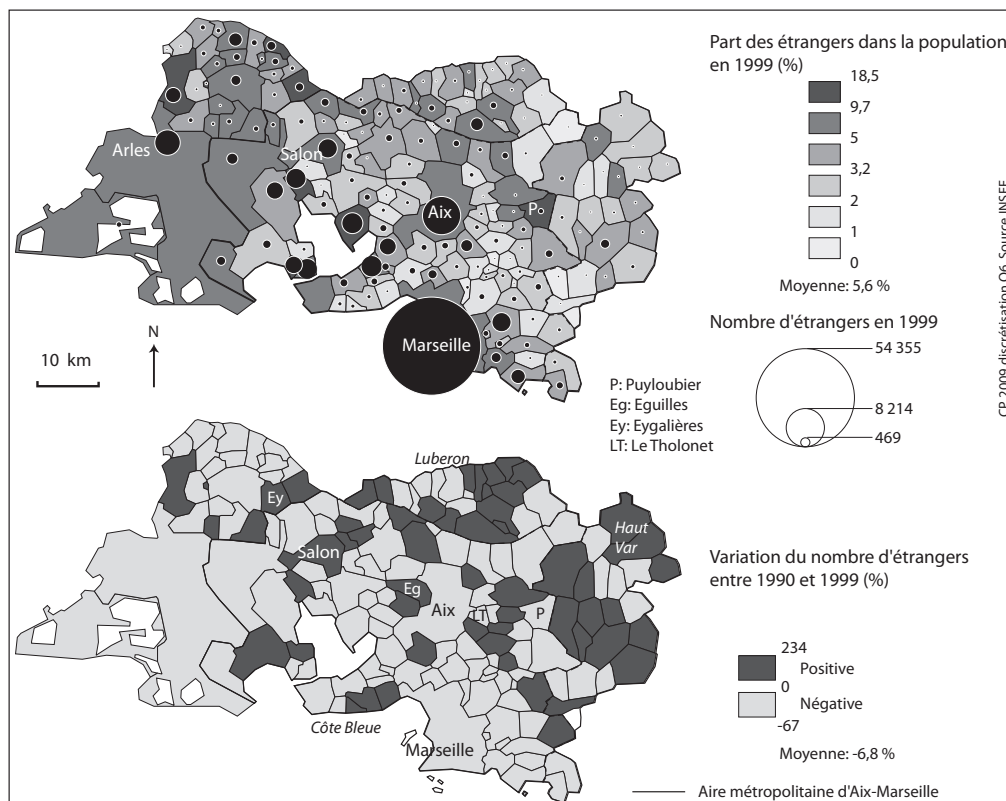 Part des étrangers dans la population
en 1999 (%)
18,5
9,7
5
3,2
2
1
0
Moyenne: 5,6 %
Nombre d'étrangers en 1999
54 355
8 214
469
Arles
Salon
Aix
P
Marseille
N
10 km
P: Puyloubier
Eg: Eguilles
Ey: Eygalières
LT: Le Tholonet
CP 2009 discrétisation Q6. Source INSEE
Luberon
Ey
Haut
Var
Salon
Eg
Aix
LT
P
Côte Bleue
Marseille
Variation du nombre d'étrangers
entre 1990 et 1999 (%)
234
Positive
0
Négative
-67
Moyenne: -6,8 %
Aire métropolitaine d'Aix-Marseille